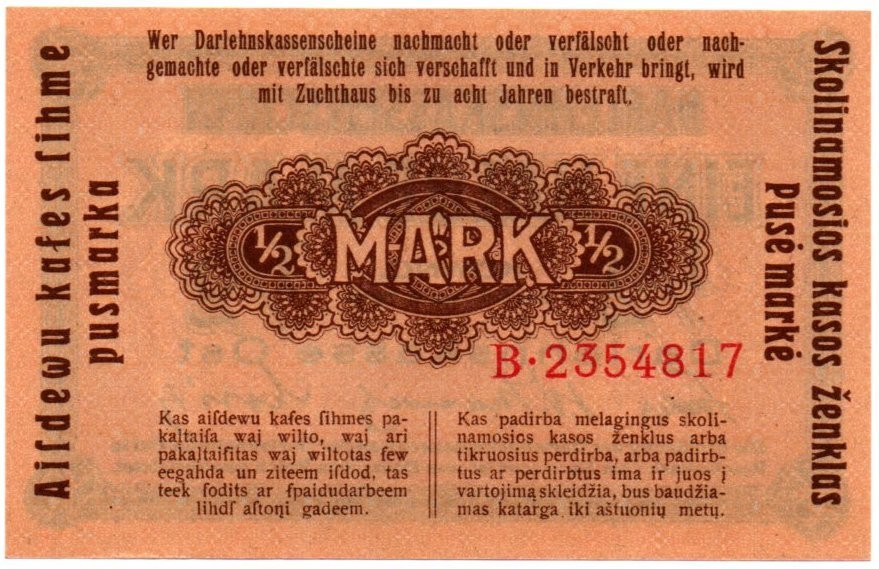 Wer Darlehnskassenscheine nachmacht oder verfälscht oder nach-
gemachte oder verfälschte sich verschafft und in Verkehr bringt, wird
mit Zuchthaus bis zu acht Jahren bestraft.
Aiſdewu kaſes ſihme
pusmarka
½ MARK ½
B·2354817
Skolinamosios kasos ženklas
Pusė markė
Kas aiſdewu kaſes ſihmes pa-
kaļtaiſa waj wilto, waj ari
pakaļtaiſitas waj wiltotas ſew
eegahda un ziteem iſdod, tas
teek ſodits ar ſpaidudarbeem
lihdſ aſtoņi gadeem.
Kas padirba melagingus skoli-
namosios kasos ženklus arba
tikruosius perdirba, arba padirb-
tus ar perdirbtus ima ir juos į
vartojimą skleidžia, bus baudžia-
mas katarga iki aštuonių metų.